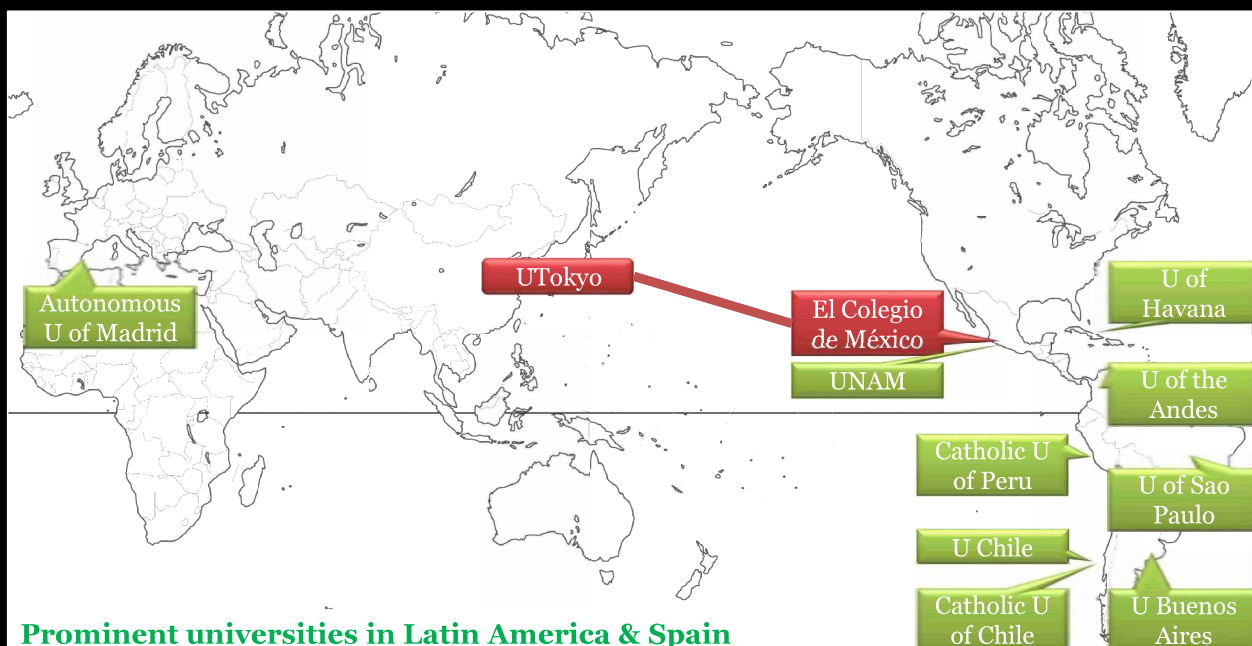 UTokyo
Autonomous
U of Madrid
El Colegio
de México
UNAM
U of
Havana
U of the
Andes
Catholic U
of Peru
U of Sao
Paulo
U Chile
Catholic U
of Chile
U Buenos
Aires
Prominent universities in Latin America & Spain